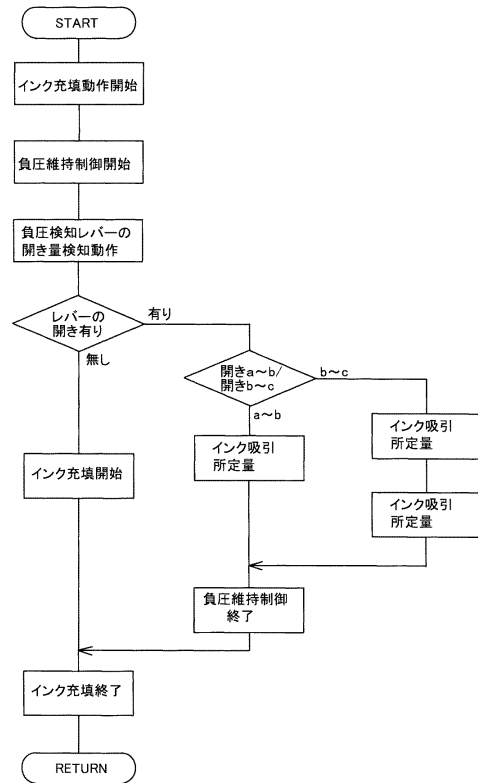 START
インク充填動作開始
負圧維持制御開始
負圧検知レバーの
開き量検知動作
レバーの
開き有り
有り
無し
開きa～b/
開きb～c
b～c
a～b
インク吸引
所定量
インク吸引
所定量
インク充填開始
インク吸引
所定量
負圧維持制御
終了
インク充填終了
RETURN